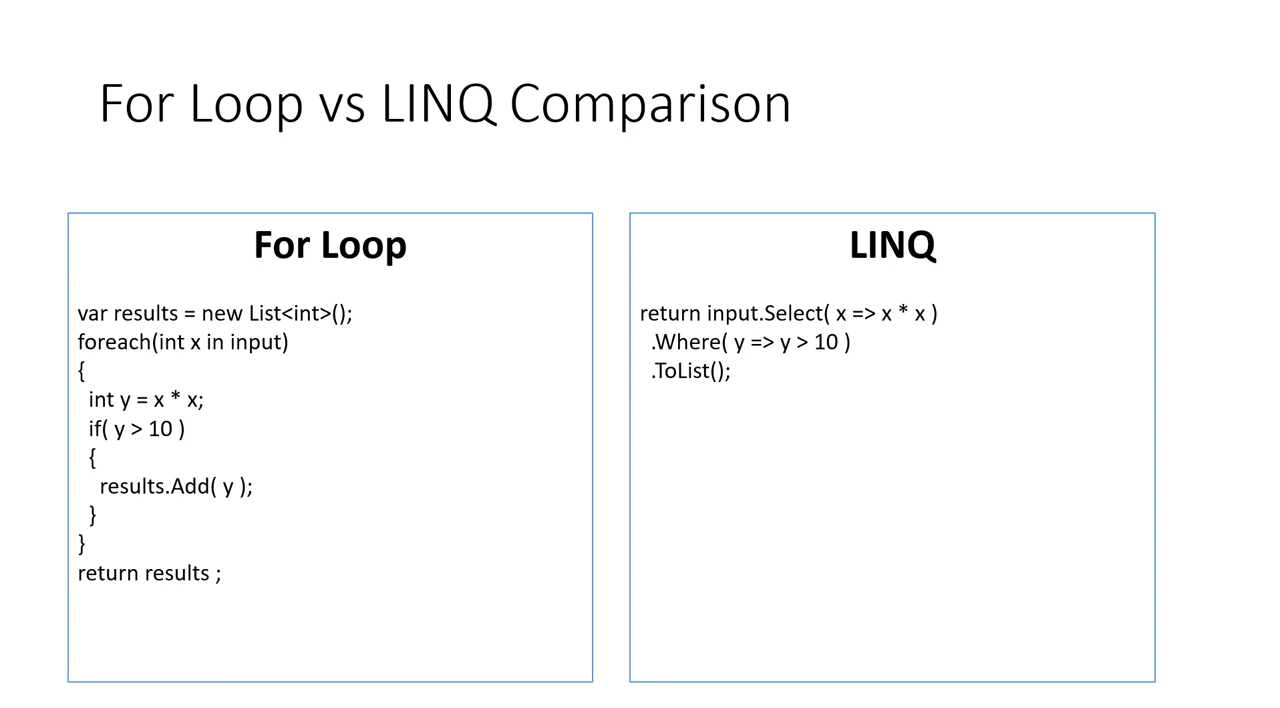 For Loop vs LINQ Comparison
For Loop
var results = new List<int>();
foreach(int x in input)
{
int y = x * x;
if( y > 10 )
{
results.Add( y );
}
}
return results ;
LINQ
return input.Select( x => x * x )
.Where( y => y > 10 )
.ToList();